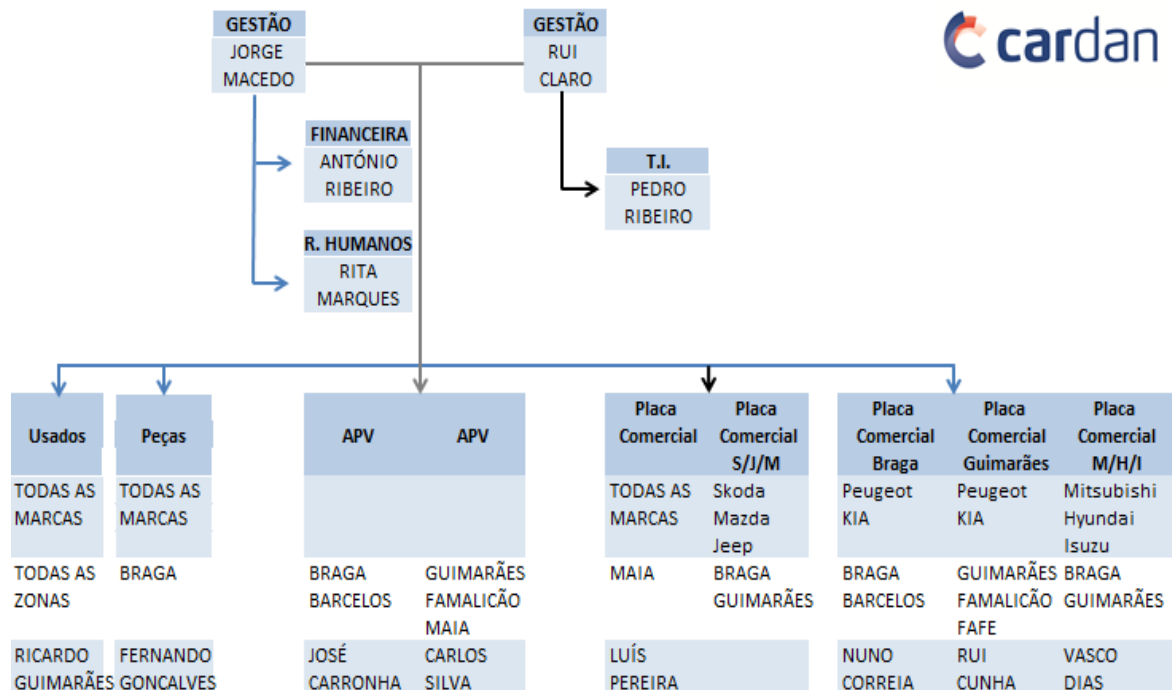 GESTÃO
JORGE
MACEDO
GESTÃO
RUI
CLARO
cardan
FINANCEIRA
ANTÓNIO
RIBEIRO
T.I.
PEDRO
RIBEIRO
R. HUMANOS
RITA
MARQUES
Usados
Peças
APV
APV
Placa
Comercial
Placa
Comercial
S/J/M
Placa
Comercial
Braga
Placa
Comercial
Guimarães
Placa
Comercial
M/H/I
TODAS AS
MARCAS
TODAS AS
MARCAS
TODAS AS
MARCAS
Skoda
Mazda
Jeep
Peugeot
KIA
Peugeot
KIA
Mitsubishi
Hyundai
Isuzu
TODAS AS
ZONAS
BRAGA
BRAGA
BARCELOS
GUIMARÃES
FAMALICÃO
MAIA
MAIA
BRAGA
GUIMARÃES
BRAGA
BARCELOS
GUIMARÃES
FAMALICÃO
FAFE
BRAGA
GUIMARÃES
RICARDO
GUIMARÃES
FERNANDO
GONCALVES
JOSÉ
CARRONHA
CARLOS
SILVA
LUÍS
PEREIRA
NUNO
CORREIA
RUI
CUNHA
VASCO
DIAS